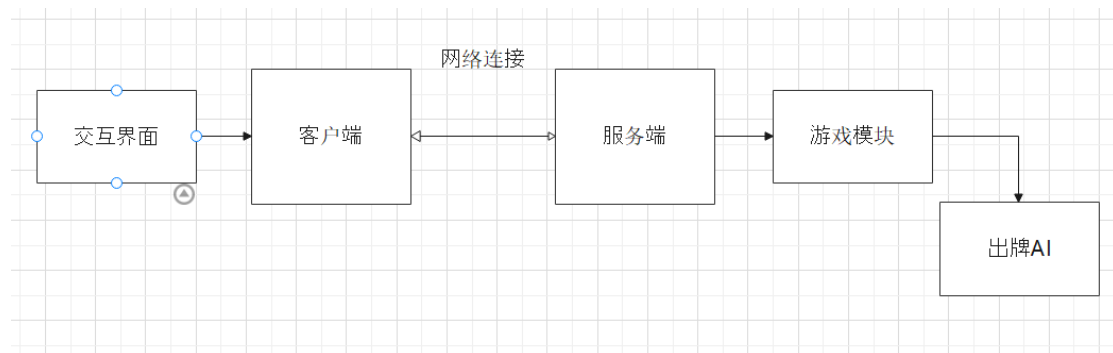 网络连接
交互界面
客户端
服务端
游戏模块
出牌AI